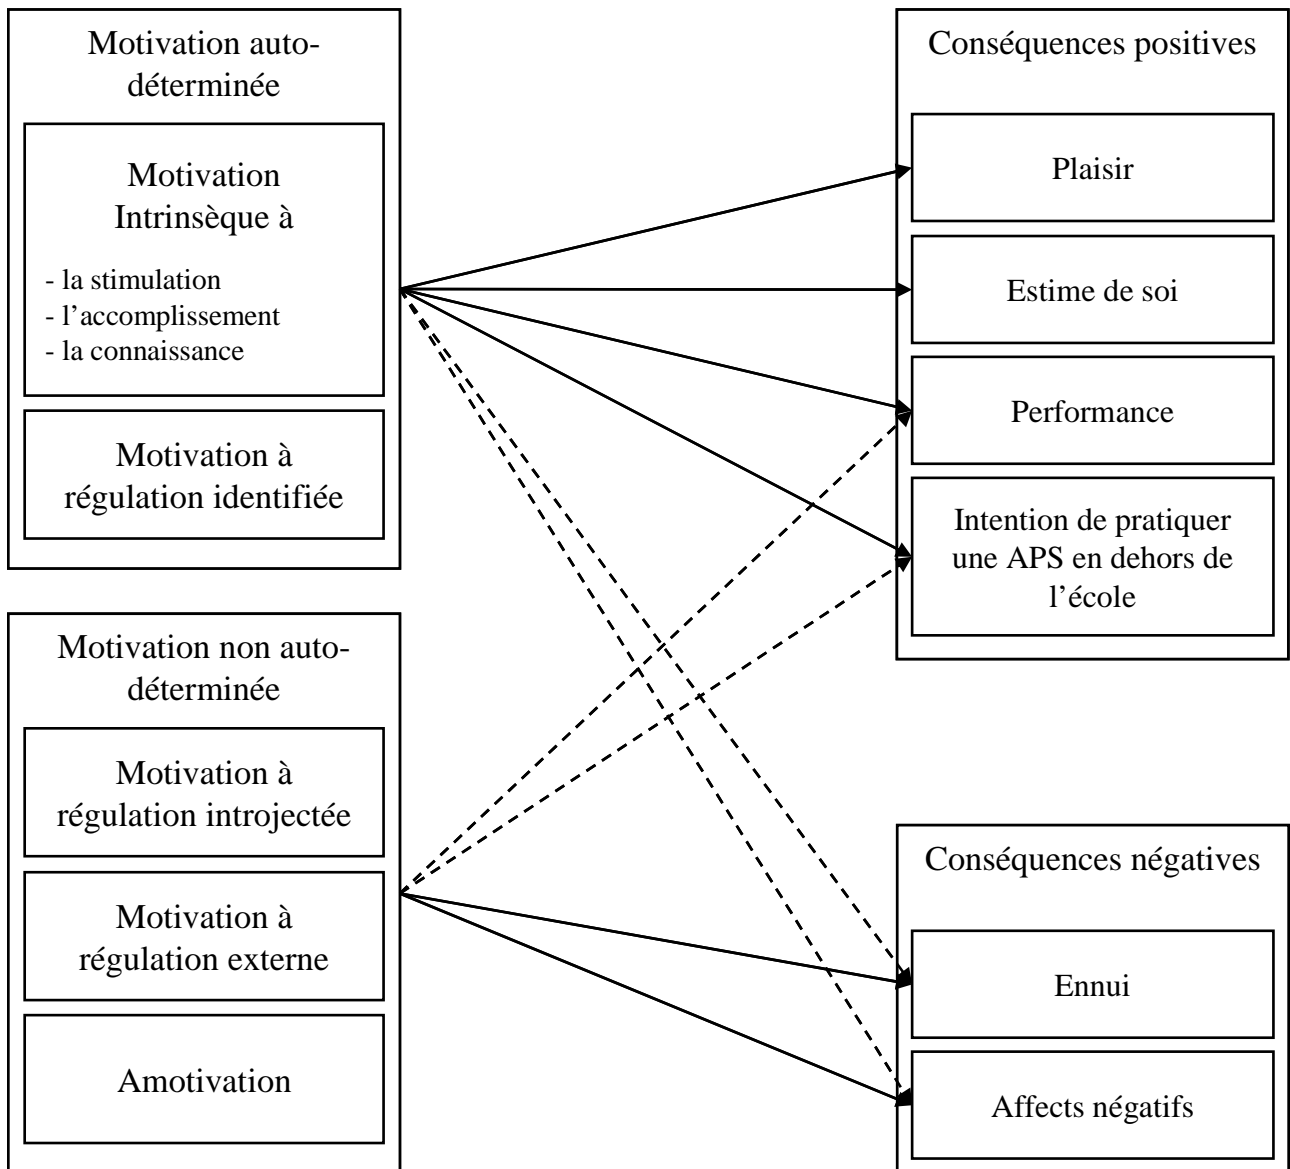 Motivation auto-
déterminée
Motivation
Intrinsèque à
- la stimulation
- l’accomplissement
- la connaissance
Motivation à
régulation identifiée
Motivation non auto-
déterminée
Motivation à
régulation introjectée
Motivation à
régulation externe
Amotivation
Conséquences positives
Plaisir
Estime de soi
Performance
Intention de pratiquer
une APS en dehors de
l’école
Conséquences négatives
Ennui
Affects négatifs